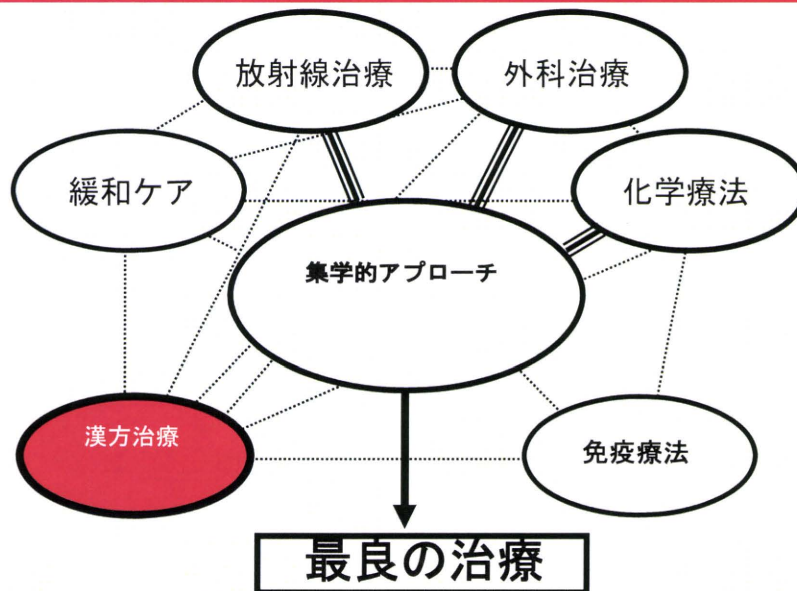 放射線治療
外科治療
緩和ケア
化学療法
集学的アプローチ
漢方治療
免疫療法
最良の治療